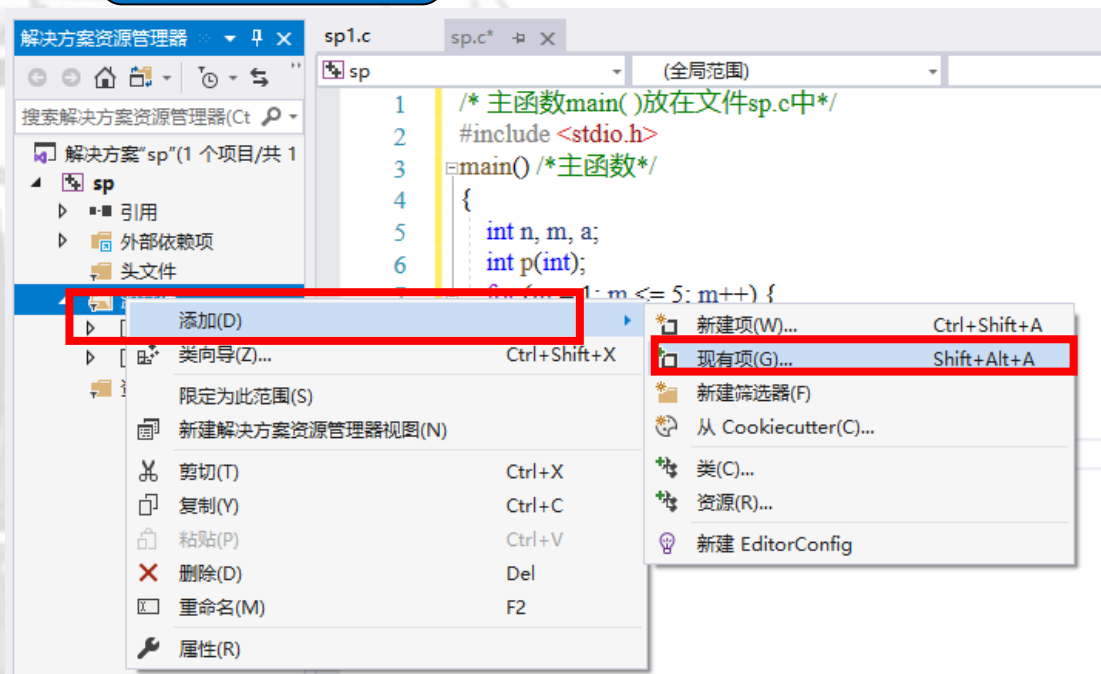 解决方案资源管理器
sp1.c
sp.c*
搜索解决方案资源管理器(Ct
解决方案"sp"(1 个项目/共 1
sp
引用
外部依赖项
头文件
sp
(全局范围)
1 /* 主函数main( )放在文件sp.c中*/
2 #include <stdio.h>
3 main() /*主函数*/
4 {
5 int n, m, a;
6 int p(int);
1; m <= 5; m++) {
添加(D)
类向导(Z)... Ctrl+Shift+X
限定为此范围(S)
新建解决方案资源管理器视图(N)
剪切(T) Ctrl+X
复制(Y) Ctrl+C
粘贴(P) Ctrl+V
删除(D) Del
重命名(M) F2
属性(R)
新建项(W)... Ctrl+Shift+A
现有项(G)... Shift+Alt+A
新建筛选器(F)
从 Cookiecutter(C)...
类(C)...
资源(R)...
新建 EditorConfig